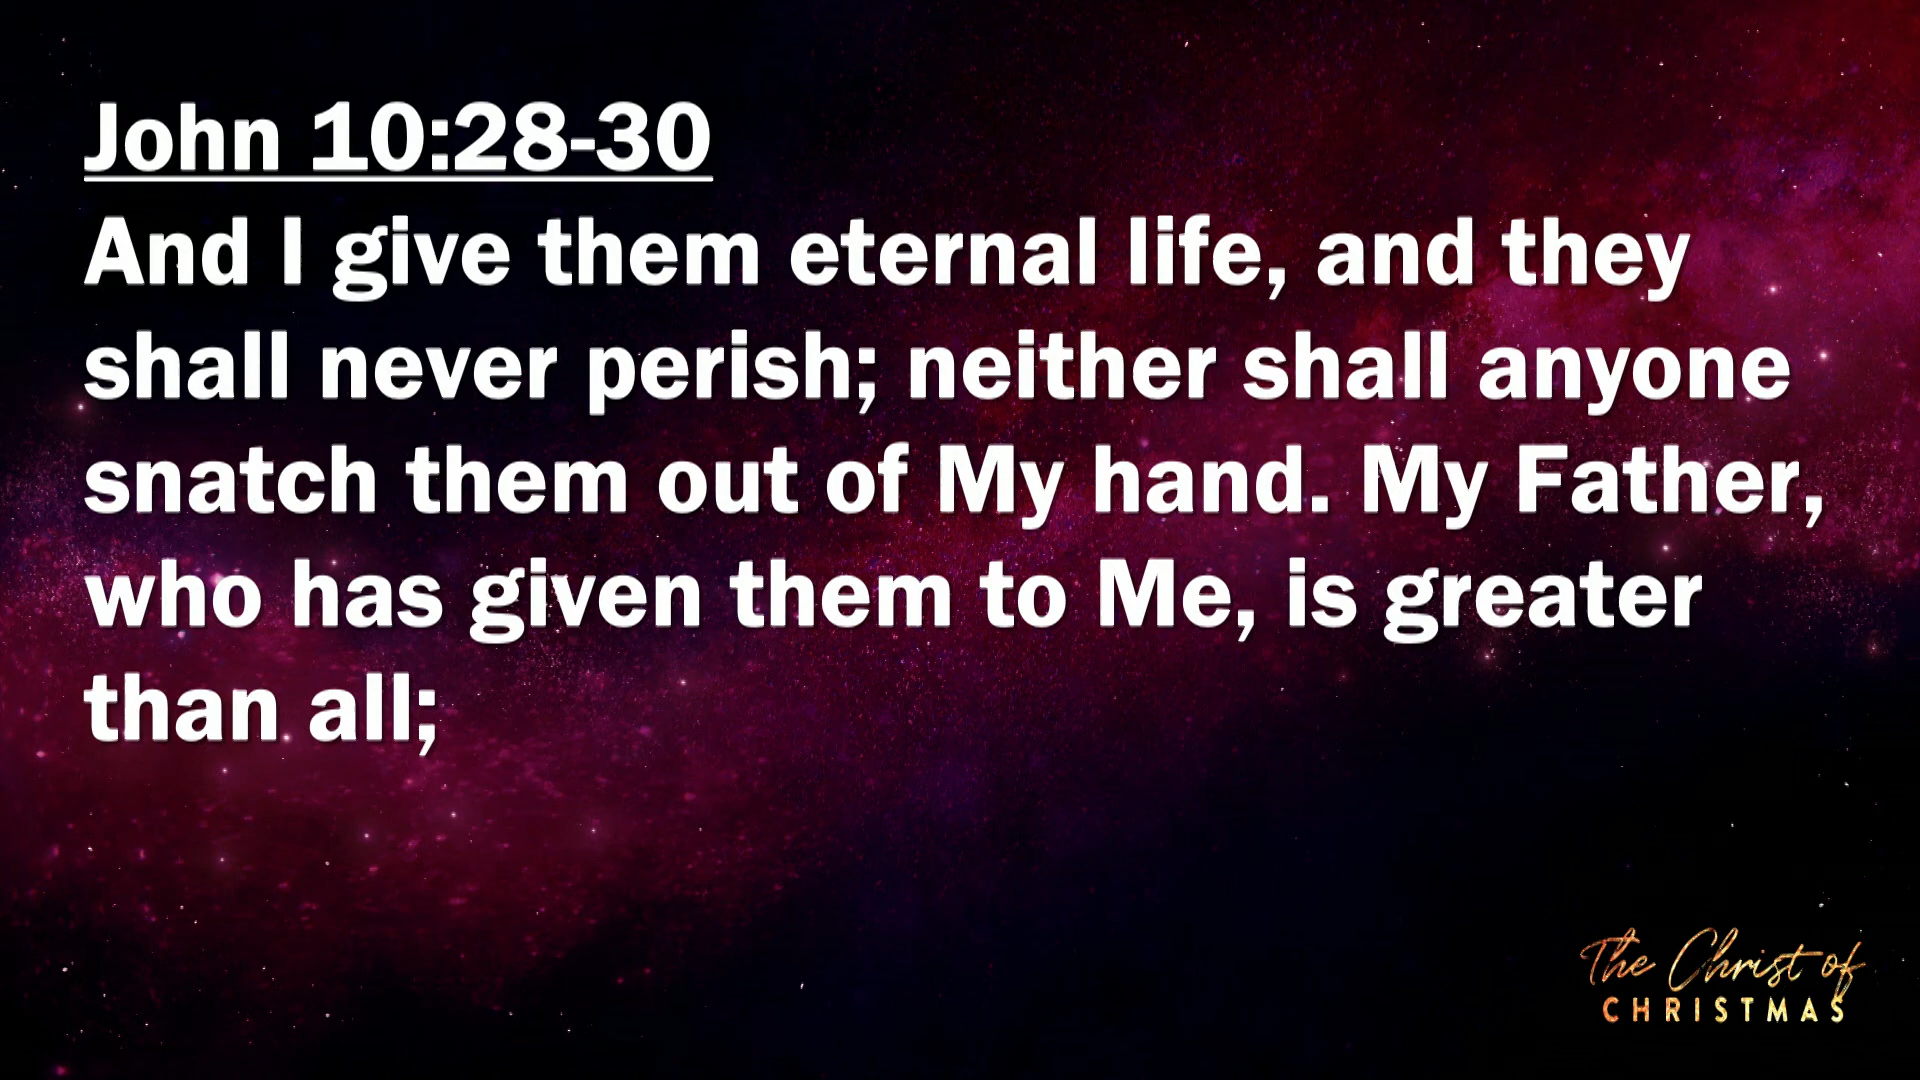 John 10:28-30
And I give them eternal life, and they
shall never perish; neither shall anyone
snatch them out of My hand. My Father,
who has given them to Me, is greater
than all;
The Christ of
CHRISTMAS